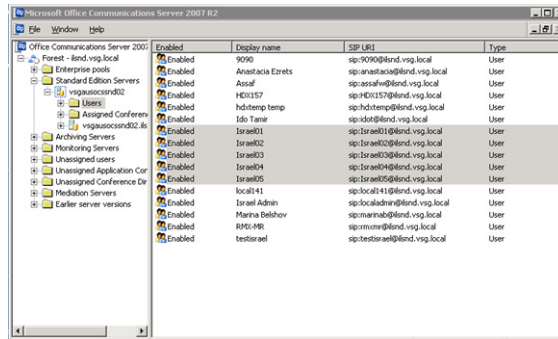 Microsoft Office Communications Server 2007 R2
File Window Help
Office Communications Server 2007
Forest - ilsnd.vsg.local
Enterprise pools
Standard Edition Servers
vsgausocssnd02
Users
Assigned Conferen
vsgausocssnd02.ils
Archiving Servers
Monitoring Servers
Unassigned users
Unassigned Application Cor
Unassigned Conference Dir
Mediation Servers
Earlier server versions
Enabled Display name SIP URI Type
Enabled 9090 sip:9090@ilsnd.vsg.local User
Enabled Anastacia Ezrets sip:anastacia@ilsnd.vsg.local User
Enabled Assaf sip:assafw@ilsnd.vsg.local User
Enabled HDX157 sip:HDX157@ilsnd.vsg.local User
Enabled hdxtemp temp sip:hdxtemp@ilsnd.vsg.local User
Enabled Ido Tamir sip:idot@ilsnd.vsg.local User
Enabled Israel01 sip:Israel01@ilsnd.vsg.local User
Enabled Israel02 sip:Israel02@ilsnd.vsg.local User
Enabled Israel03 sip:Israel03@ilsnd.vsg.local User
Enabled Israel04 sip:Israel04@ilsnd.vsg.local User
Enabled Israel05 sip:Israel05@ilsnd.vsg.local User
Enabled local141 sip:local141@ilsnd.vsg.local User
Enabled Israel Admin sip:localadmin@ilsnd.vsg.local User
Enabled Marina Belshov sip:marinab@ilsnd.vsg.local User
Enabled RMX-MR sip:rmxmr@ilsnd.vsg.local User
Enabled testisrael sip:testisrael@ilsnd.vsg.local User